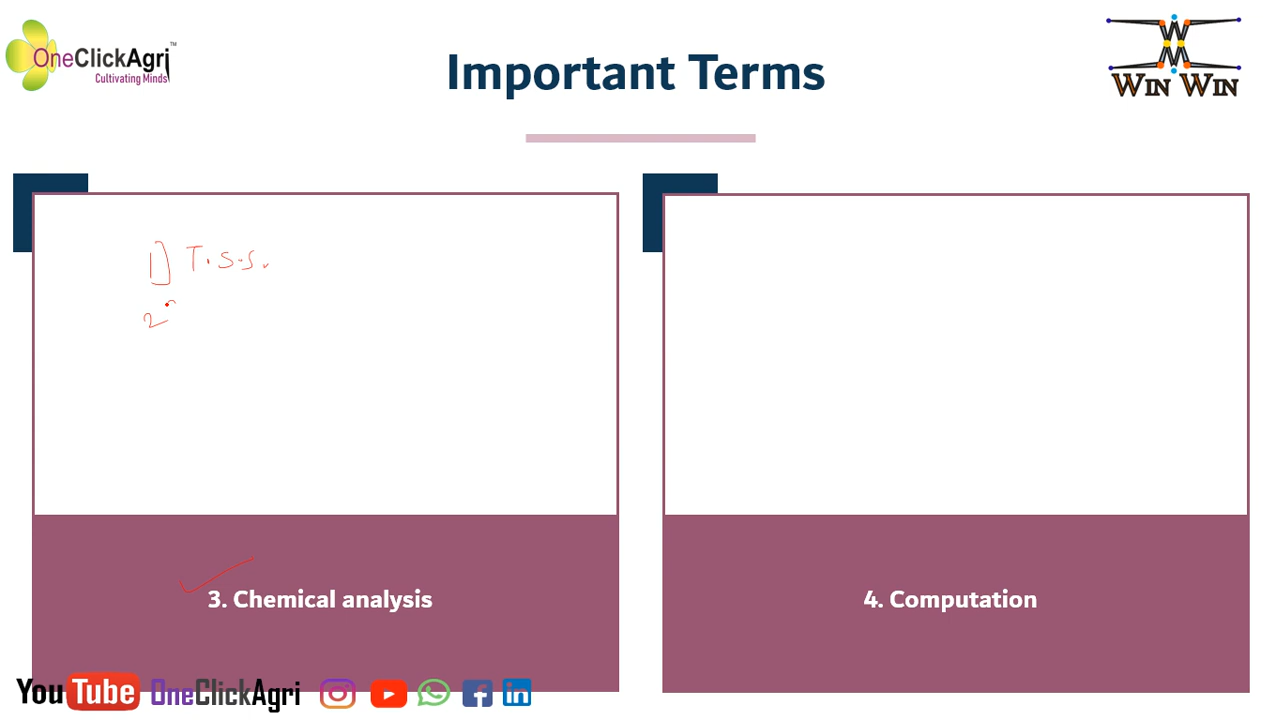 OneClickAgri™
Cultivating Minds
Important Terms
WIN WIN
1) T.S.S.
2
3. Chemical analysis
4. Computation
YouTube OneClickAgri